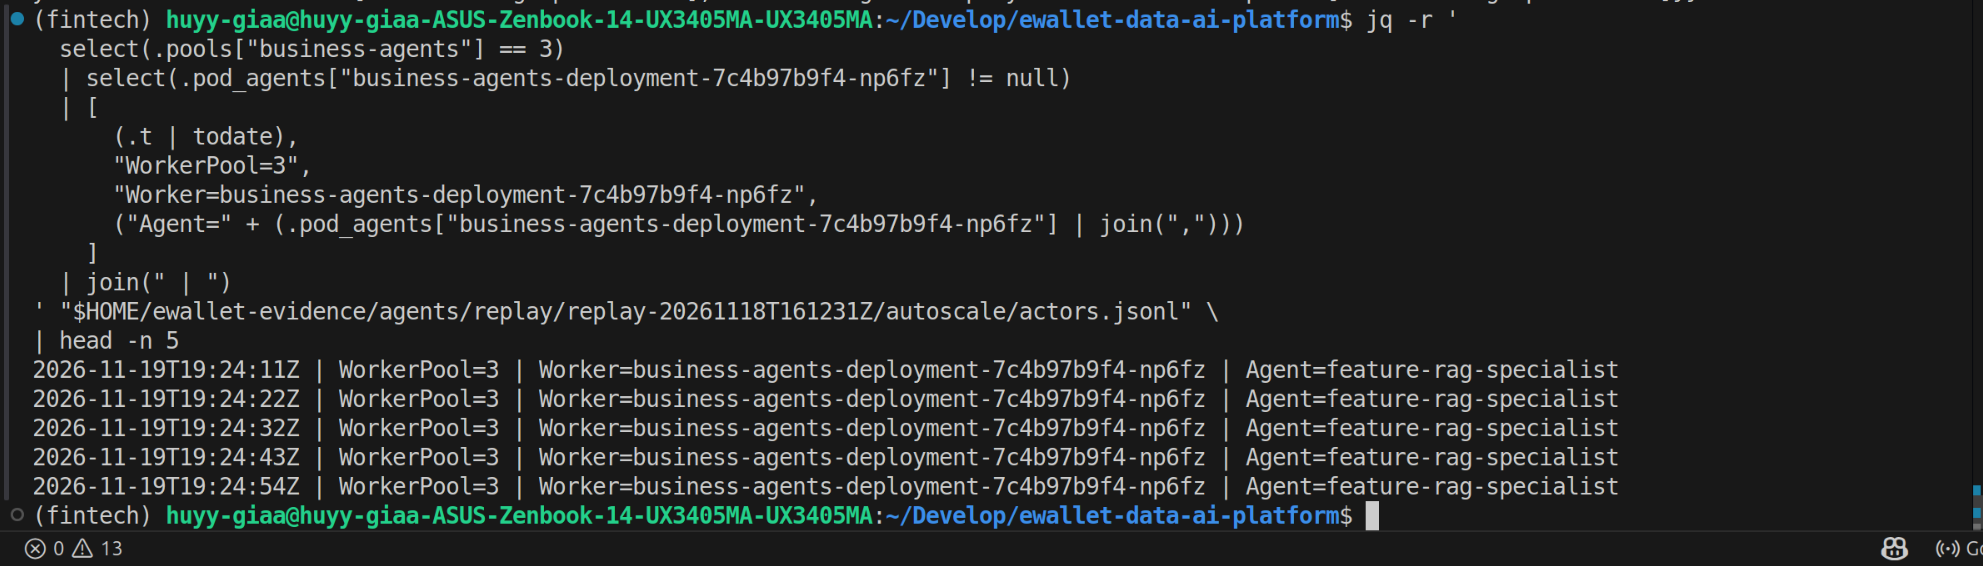 (fintech) huyy-giaa@huyy-giaa-ASUS-Zenbook-14-UX3405MA-UX3405MA:~/Develop/ewallet-data-ai-platform$ jq -r '
  select(.pools["business-agents"] == 3)
  | select(.pod_agents["business-agents-deployment-7c4b97b9f4-np6fz"] != null)
  | [
      (.t | todate),
      "WorkerPool=3",
      "Worker=business-agents-deployment-7c4b97b9f4-np6fz",
      ("Agent=" + (.pod_agents["business-agents-deployment-7c4b97b9f4-np6fz"] | join(",")))
    ]
  | join(" | ")
' "$HOME/ewallet-evidence/agents/replay/replay-20261118T161231Z/autoscale/actors.jsonl" \
| head -n 5
2026-11-19T19:24:11Z | WorkerPool=3 | Worker=business-agents-deployment-7c4b97b9f4-np6fz | Agent=feature-rag-specialist
2026-11-19T19:24:22Z | WorkerPool=3 | Worker=business-agents-deployment-7c4b97b9f4-np6fz | Agent=feature-rag-specialist
2026-11-19T19:24:32Z | WorkerPool=3 | Worker=business-agents-deployment-7c4b97b9f4-np6fz | Agent=feature-rag-specialist
2026-11-19T19:24:43Z | WorkerPool=3 | Worker=business-agents-deployment-7c4b97b9f4-np6fz | Agent=feature-rag-specialist
2026-11-19T19:24:54Z | WorkerPool=3 | Worker=business-agents-deployment-7c4b97b9f4-np6fz | Agent=feature-rag-specialist
(fintech) huyy-giaa@huyy-giaa-ASUS-Zenbook-14-UX3405MA-UX3405MA:~/Develop/ewallet-data-ai-platform$
0 13